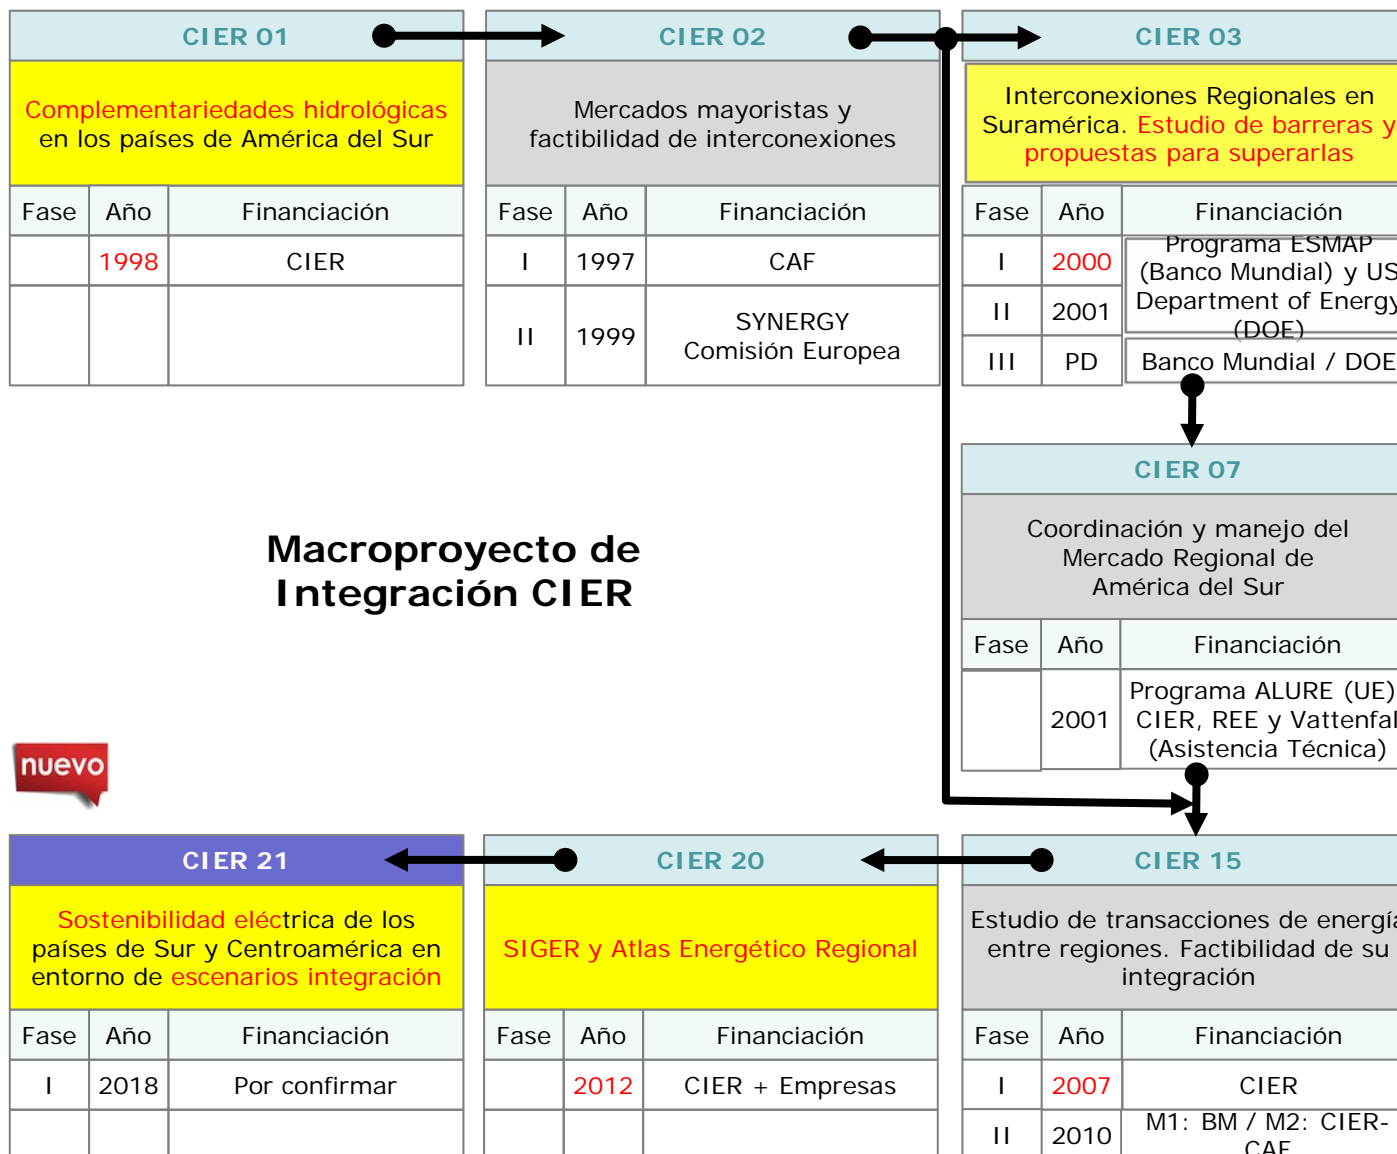 CIER 01
Complementariedades hidrológicas
en los países de América del Sur
Fase Año Financiación
1998 CIER
CIER 02
Mercados mayoristas y
factibilidad de interconexiones
Fase Año Financiación
I 1997 CAF
II 1999 SYNERGY
Comisión Europea
CIER 03
Interconexiones Regionales en
Suramérica. Estudio de barreras y
propuestas para superarlas
Fase Año Financiación
I 2000 Programa ESMAP
(Banco Mundial) y US
II 2001 Department of Energy
(DOE)
III PD Banco Mundial / DOE
CIER 07
Coordinación y manejo del
Mercado Regional de
América del Sur
Fase Año Financiación
2001 Programa ALURE (UE)
CIER, REE y Vattenfal
(Asistencia Técnica)
Macroproyecto de
Integración CIER
nuevo
CIER 21
Sostenibilidad eléctrica de los
países de Sur y Centroamérica en
entorno de escenarios integración
Fase Año Financiación
I 2018 Por confirmar
CIER 20
SIGER y Atlas Energético Regional
Fase Año Financiación
2012 CIER + Empresas
CIER 15
Estudio de transacciones de energía
entre regiones. Factibilidad de su
integración
Fase Año Financiación
I 2007 CIER
II 2010 M1: BM / M2: CIER-
CAF